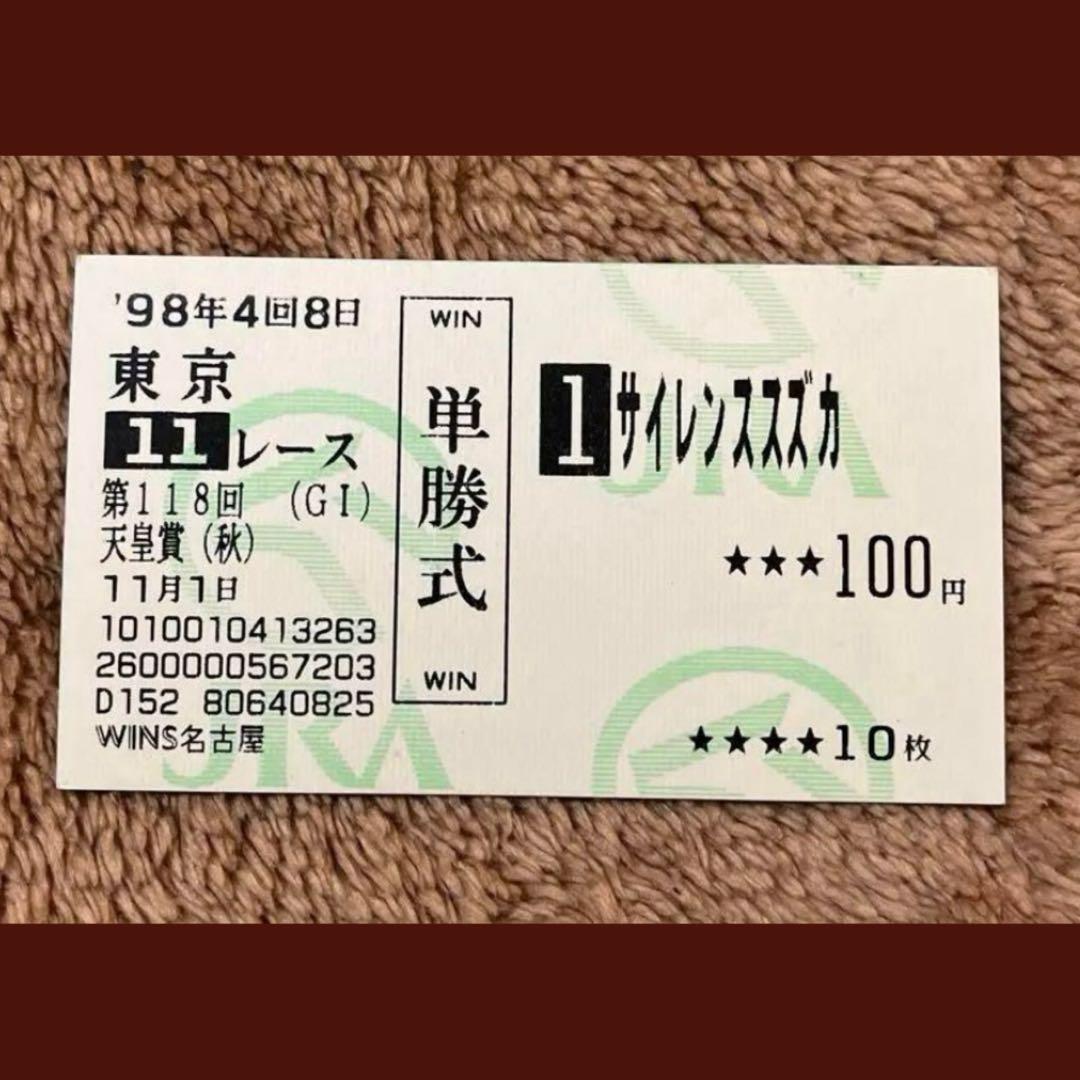 '98年4回8日
東京
11レース
第118回 (GI)
天皇賞(秋)
11月1日
1010010413263
2600000567203
D152 80640825
WINS名古屋
WIN
単勝式
WIN
1 サイレンススズカ
★★★100円
★★★★10枚
JRA
JRA